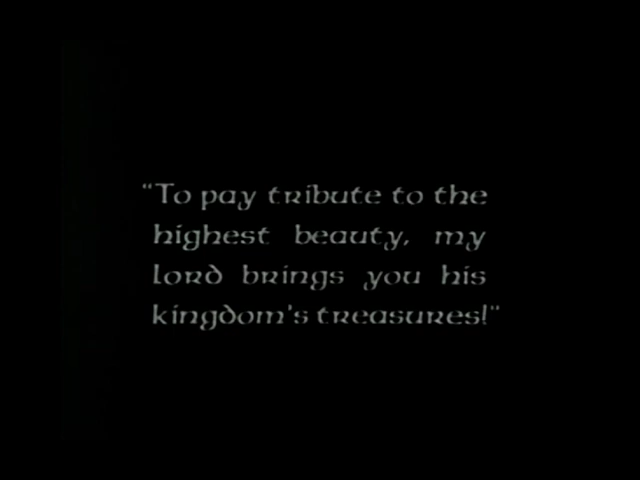 "To pay tribute to the
highest beauty, my
lord brings you his
kingdom's treasures!"